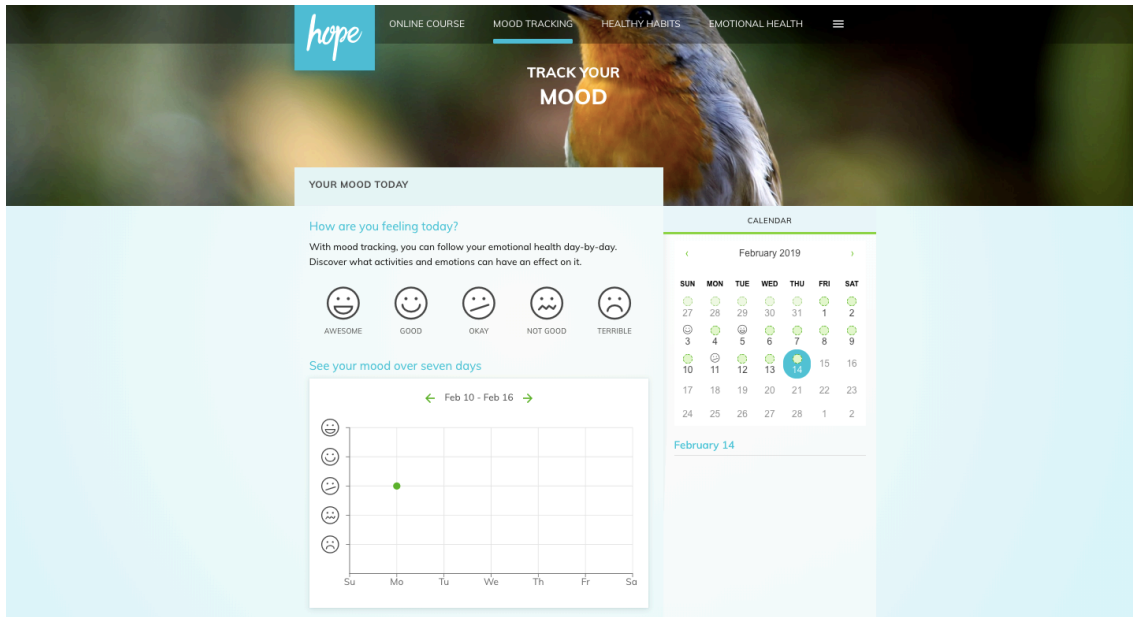 hope
ONLINE COURSE
MOOD TRACKING
HEALTHY HABITS
EMOTIONAL HEALTH
TRACK YOUR
MOOD
YOUR MOOD TODAY
How are you feeling today?
With mood tracking, you can follow your emotional health day-by-day.
Discover what activities and emotions can have an effect on it.
AWESOME GOOD OKAY NOT GOOD TERRIBLE
See your mood over seven days
Feb 10 - Feb 16
Su Mo Tu We Th Fr Sa
CALENDAR
February 2019
SUN MON TUE WED THU FRI SAT
27 28 29 30 31 1 2
3 4 5 6 7 8 9
10 11 12 13 14 15 16
17 18 19 20 21 22 23
24 25 26 27 28 1 2
February 14